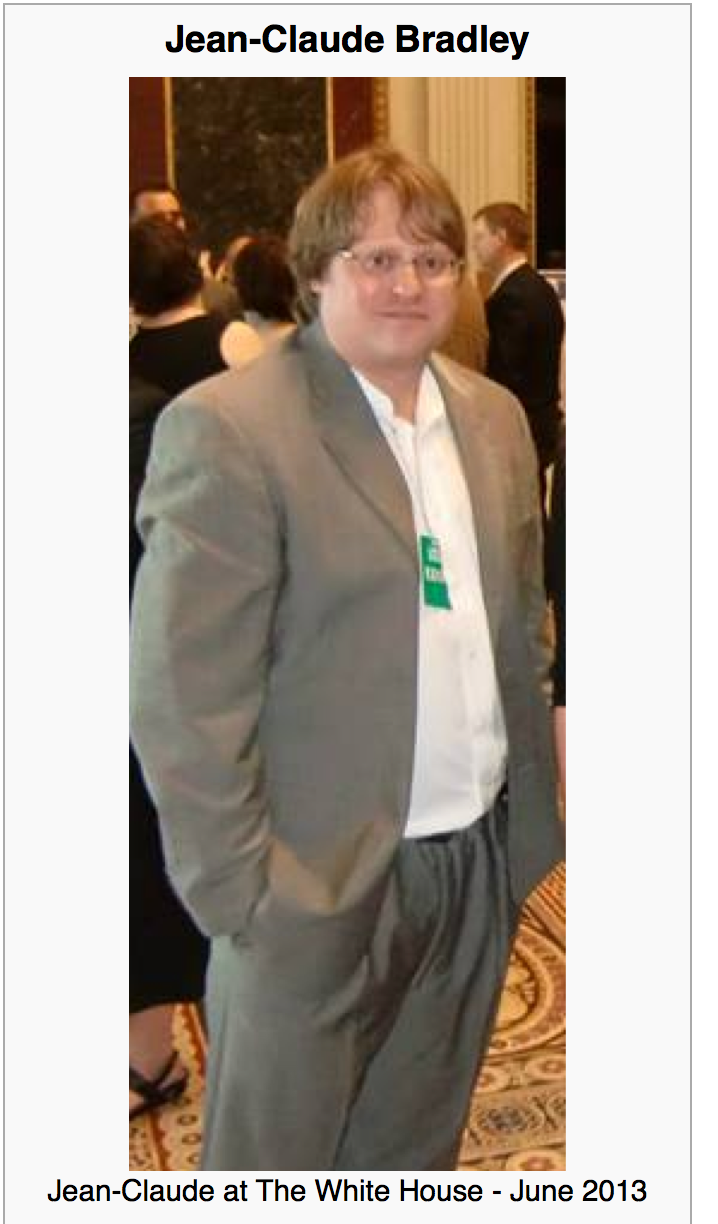 Jean-Claude Bradley
Jean-Claude at The White House - June 2013